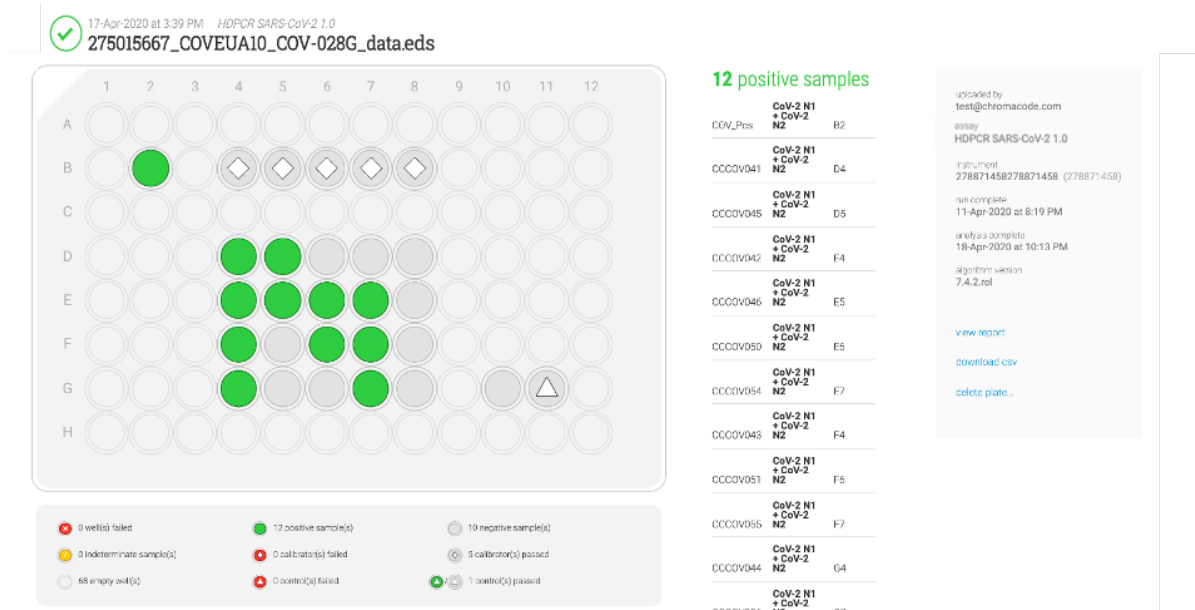 17-Apr-2020 at 3:39 PM HDPCR SARS-CoV-2 1.0
275015667_COVEUA10_COV-028G_data.eds
1 2 3 4 5 6 7 8 9 10 11 12
A
B
C
D
E
F
G
H
0 well(s) failed
12 positive sample(s)
10 negative sample(s)
0 indeterminate sample(s)
0 calibrator(s) failed
5 calibrator(s) passed
68 empty well(s)
0 control(s) failed
1 control(s) passed
12 positive samples
CoV-2 N1
+ CoV-2
COV_Pos N2 B2
CoV-2 N1
+ CoV-2
CCCOV041 N2 D4
CoV-2 N1
+ CoV-2
CCCOV045 N2 D5
CoV-2 N1
+ CoV-2
CCCOV042 N2 E4
CoV-2 N1
+ CoV-2
CCCOV046 N2 E5
CoV-2 N1
+ CoV-2
CCCOV050 N2 E6
CoV-2 N1
+ CoV-2
CCCOV054 N2 E7
CoV-2 N1
+ CoV-2
CCCOV043 N2 F4
CoV-2 N1
+ CoV-2
CCCOV051 N2 F6
CoV-2 N1
+ CoV-2
CCCOV055 N2 F7
CoV-2 N1
+ CoV-2
CCCOV044 N2 G4
CoV-2 N1
+ CoV-2
uploaded by
test@chromacode.com
assay
HDPCR SARS-CoV-2 1.0
instrument
278871458278871458 (278871458)
run complete
11-Apr-2020 at 8:19 PM
analysis complete
18-Apr-2020 at 10:13 PM
algorithm version
7.4.2.rel
view report
download csv
delete plate...